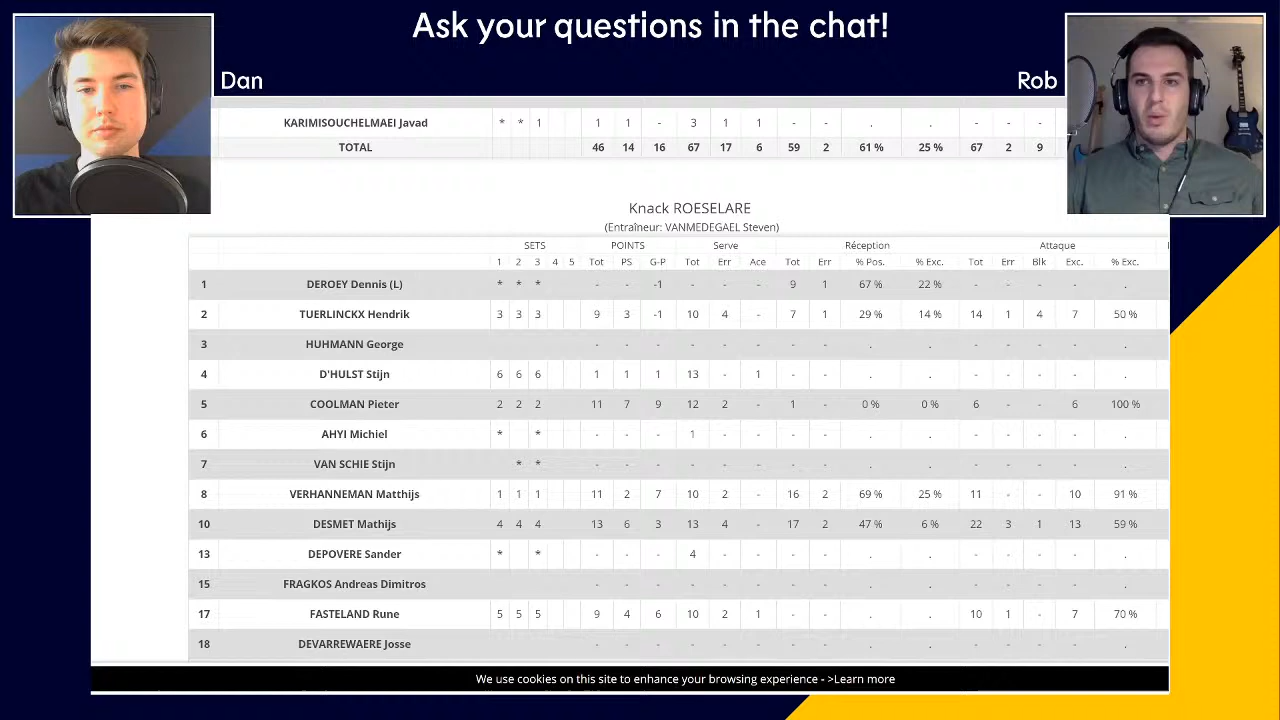 Ask your questions in the chat!
Dan
Rob
KARIMISOUCHELMAEI Javad * * 1 1 1 - 3 1 1 - - . . - - -
TOTAL 46 14 16 67 17 6 59 2 61 % 25 % 67 2 9
Knack ROESELARE
(Entraîneur: VANMEDEGAEL Steven)
SETS POINTS Serve Réception Attaque
1 2 3 4 5 Tot PS G-P Tot Err Ace Tot Err % Pos. % Exc. Tot Err Blk Exc. % Exc.
1 DEROEY Dennis (L) * * * - - -1 - - - 9 1 67 % 22 % - - - - .
2 TUERLINCKX Hendrik 3 3 3 9 3 -1 10 4 - 7 1 29 % 14 % 14 1 4 7 50 %
3 HUHMANN George - - - - - - - - . . - - - - .
4 D'HULST Stijn 6 6 6 1 1 1 13 - 1 - - . . - - - - .
5 COOLMAN Pieter 2 2 2 11 7 9 12 2 - 1 - 0 % 0 % 6 - - 6 100 %
6 AHYI Michiel * * - - - 1 - - - - . . - - - - .
7 VAN SCHIE Stijn * * - - - - - - - - . . - - - - .
8 VERHANNEMAN Matthijs 1 1 1 11 2 7 10 2 - 16 2 69 % 25 % 11 - - 10 91 %
10 DESMET Mathijs 4 4 4 13 6 3 13 4 - 17 2 47 % 6 % 22 3 1 13 59 %
13 DEPOVERE Sander * * - - - 4 - - - - . . - - - - .
15 FRAGKOS Andreas Dimitros - - - - - - - - . . - - - - .
17 FASTELAND Rune 5 5 5 9 4 6 10 2 1 - - . . 10 1 - 7 70 %
18 DEVARREWAERE Josse - - - - - - - - . . - - - - .
We use cookies on this site to enhance your browsing experience - >Learn more